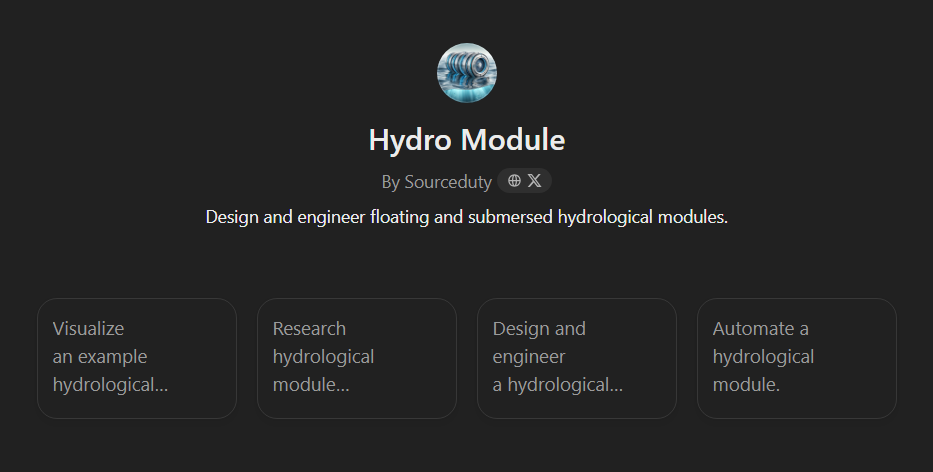 Hydro Module
By Sourceduty
Design and engineer floating and submersed hydrological modules.
Visualize
an example
hydrological...
Research
hydrological
module...
Design and
engineer
a hydrological...
Automate a
hydrological
module.